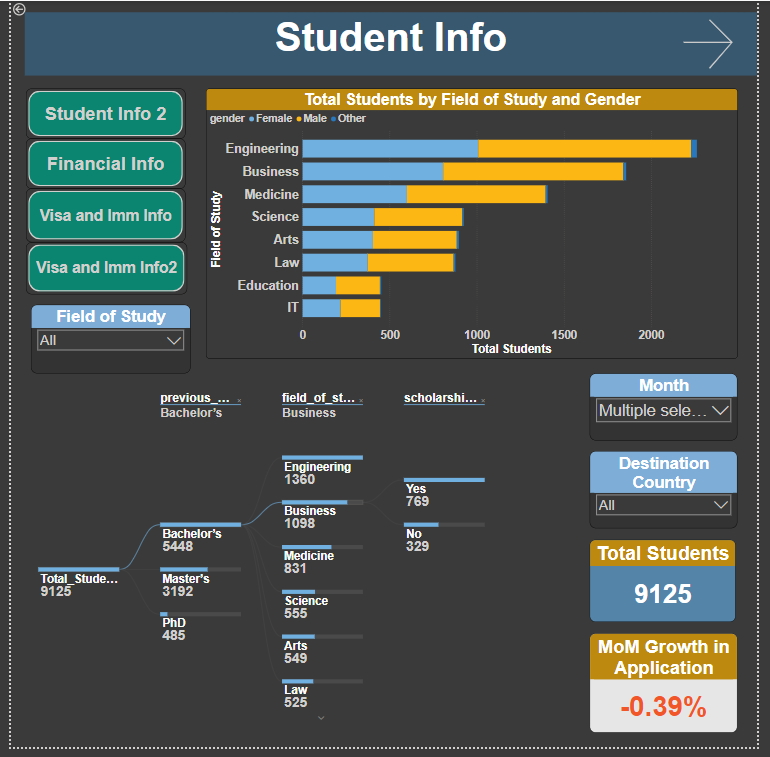 Student Info
Student Info 2
Financial Info
Visa and Imm Info
Visa and Imm Info2
Field of Study
All
Total Students by Field of Study and Gender
gender Female Male Other
Field of Study
Engineering
Business
Medicine
Science
Arts
Law
Education
IT
0 500 1000 1500 2000
Total Students
previous_...
Bachelor's
field_of_st...
Business
scholarshi...
Total_Stude...
9125
Bachelor's
5448
Master's
3192
PhD
485
Engineering
1360
Business
1098
Medicine
831
Science
555
Arts
549
Law
525
Yes
769
No
329
Month
Multiple sele...
Destination
Country
All
Total Students
9125
MoM Growth in
Application
-0.39%